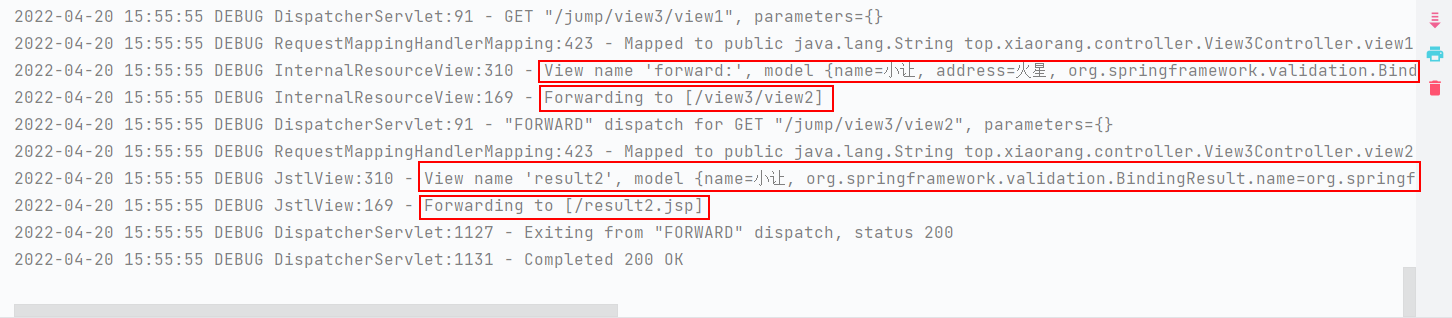 2022-04-20 15:55:55 DEBUG DispatcherServlet:91 - GET "/jump/view3/view1", parameters={}
2022-04-20 15:55:55 DEBUG RequestMappingHandlerMapping:423 - Mapped to public java.lang.String top.xiaorang.controller.View3Controller.view1
2022-04-20 15:55:55 DEBUG InternalResourceView:310 - View name 'forward:', model {name=小让, address=火星, org.springframework.validation.Bind
2022-04-20 15:55:55 DEBUG InternalResourceView:169 - Forwarding to [/view3/view2]
2022-04-20 15:55:55 DEBUG DispatcherServlet:91 - "FORWARD" dispatch for GET "/jump/view3/view2", parameters={}
2022-04-20 15:55:55 DEBUG RequestMappingHandlerMapping:423 - Mapped to public java.lang.String top.xiaorang.controller.View3Controller.view2
2022-04-20 15:55:55 DEBUG JstlView:310 - View name 'result2', model {name=小让, org.springframework.validation.BindingResult.name=org.springf
2022-04-20 15:55:55 DEBUG JstlView:169 - Forwarding to [/result2.jsp]
2022-04-20 15:55:55 DEBUG DispatcherServlet:1127 - Exiting from "FORWARD" dispatch, status 200
2022-04-20 15:55:55 DEBUG DispatcherServlet:1131 - Completed 200 OK